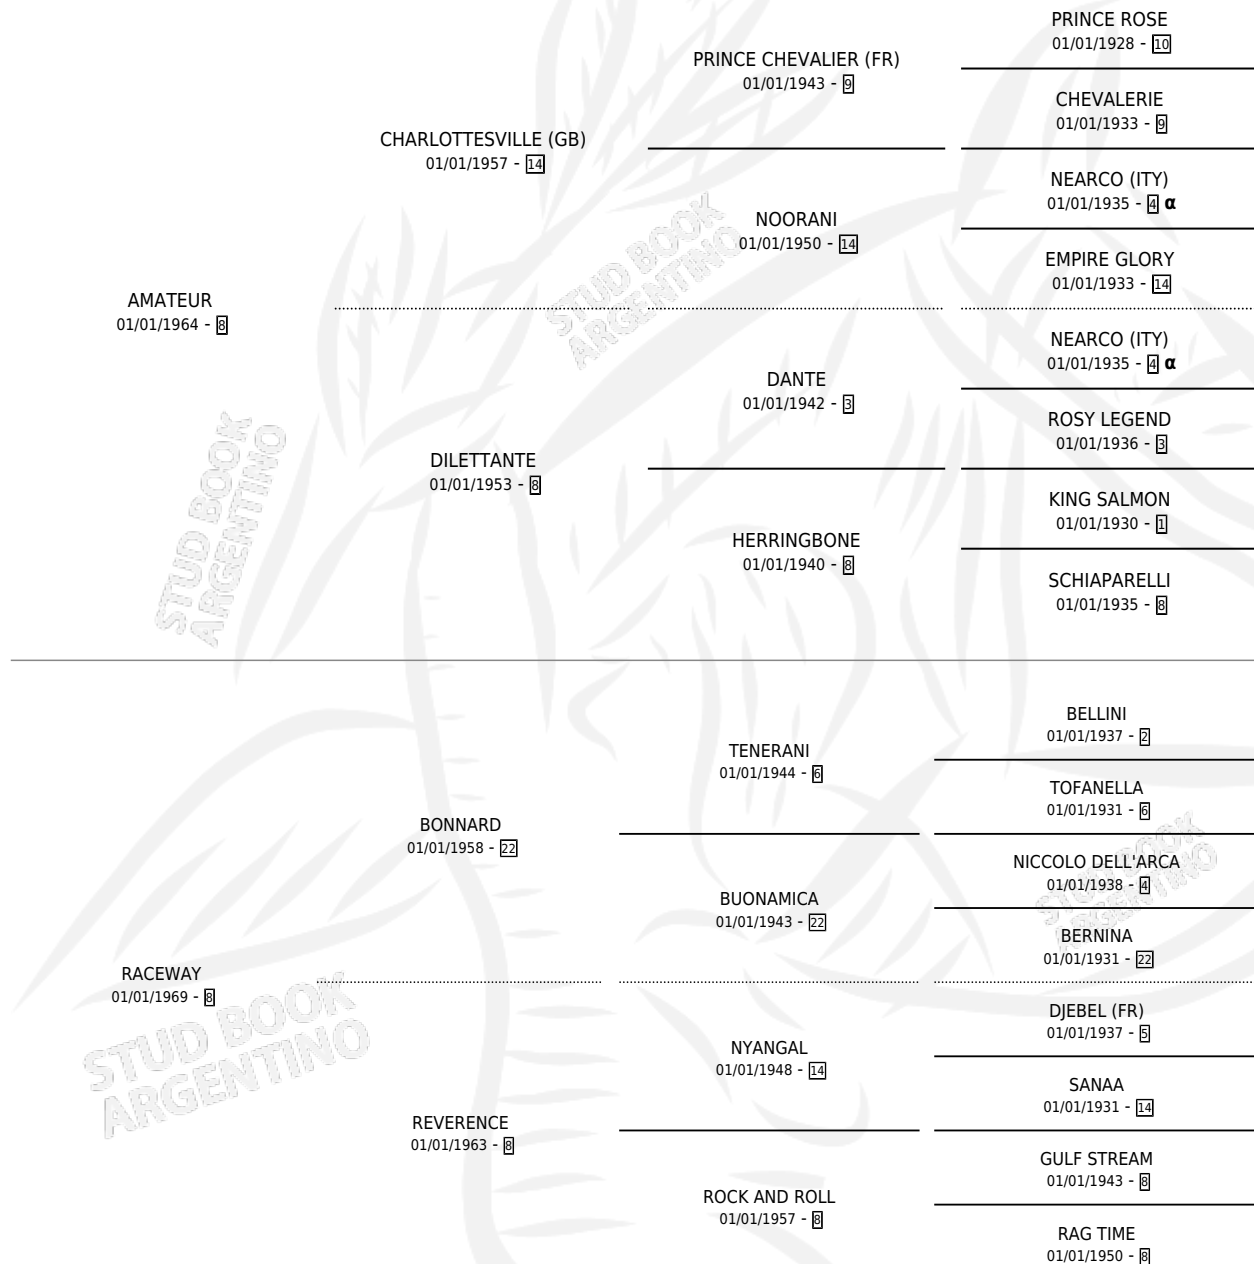 PRINCE ROSE
01/01/1928 - 10
PRINCE CHEVALIER (FR)
01/01/1943 - 9
CHEVALERIE
01/01/1933 - 9
CHARLOTTESVILLE (GB)
01/01/1957 - 14
NEARCO (ITY)
01/01/1935 - 4 α
NOORANI
01/01/1950 - 14
EMPIRE GLORY
01/01/1933 - 14
AMATEUR
01/01/1964 - 8
NEARCO (ITY)
01/01/1935 - 4 α
DANTE
01/01/1942 - 3
ROSY LEGEND
01/01/1936 - 3
DILETTANTE
01/01/1953 - 8
KING SALMON
01/01/1930 - 1
HERRINGBONE
01/01/1940 - 8
SCHIAPARELLI
01/01/1935 - 8
BELLINI
01/01/1937 - 2
TENERANI
01/01/1944 - 6
TOFANELLA
01/01/1931 - 6
BONNARD
01/01/1958 - 22
NICCOLO DELL'ARCA
01/01/1938 - 4
BUONAMICA
01/01/1943 - 22
BERNINA
01/01/1931 - 22
RACEWAY
01/01/1969 - 8
DJEBEL (FR)
01/01/1937 - 5
NYANGAL
01/01/1948 - 14
SANAA
01/01/1931 - 14
REVERENCE
01/01/1963 - 8
GULF STREAM
01/01/1943 - 8
ROCK AND ROLL
01/01/1957 - 8
RAG TIME
01/01/1950 - 8
STUD BOOK
ARGENTINO
STUD BOOK
ARGENTINO
STUD BOOK
ARGENTINO
STUD BOOK
ARGENTINO